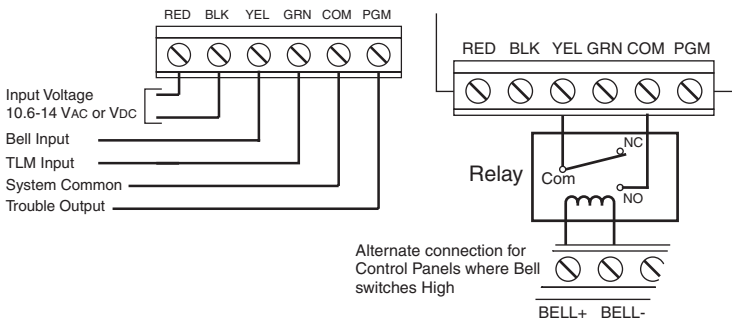 RED BLK YEL GRN COM PGM
Input Voltage
10.6-14 VAC or VDC
Bell Input
TLM Input
System Common
Trouble Output
RED BLK YEL GRN COM PGM
Relay
NC
Com
NO
Alternate connection for
Control Panels where Bell
switches High
BELL+ BELL-